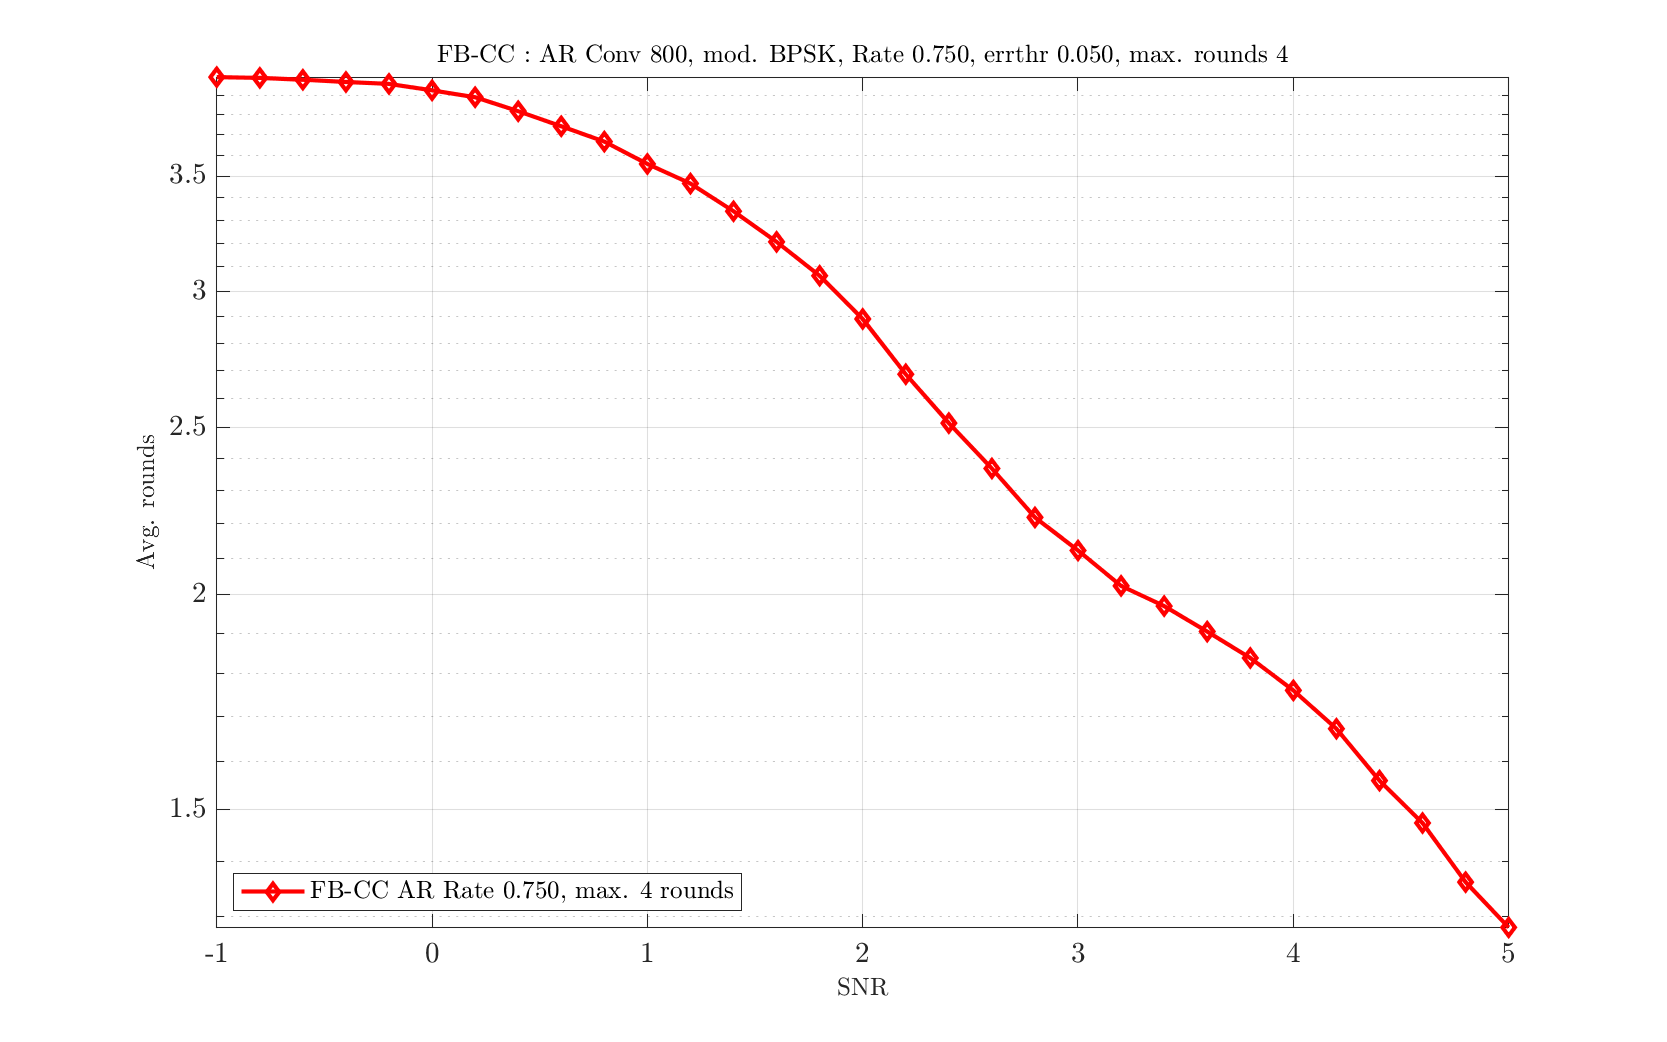 FB-CC : AR Conv 800, mod. BPSK, Rate 0.750, errthr 0.050, max. rounds 4
3.5
3
2.5
2
1.5
Avg. rounds
FB-CC AR Rate 0.750, max. 4 rounds
-1 0 1 2 3 4 5
SNR